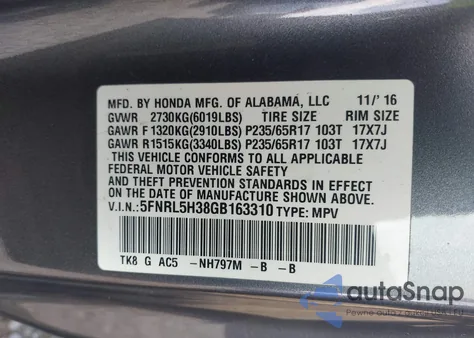 MFD. BY HONDA MFG. OF ALABAMA, LLC 11/'16
GVWR 2730KG(6019LBS) TIRE SIZE RIM SIZE
GAWR F 1320KG(2910LBS) P235/65R17 103T 17X7J
GAWR R1515KG(3340LBS) P235/65R17 103T 17X7J
THIS VEHICLE CONFORMS TO ALL APPLICABLE
FEDERAL MOTOR VEHICLE SAFETY
STANDARDS IN EFFECT
ON THE DATE OF MANUFACTURE SHOWN ABOVE.
V.I.N: 5FNRL5H38GB163310 TYPE: MPV
TK8 G AC5 -NH797M -B -B
autoSnap
Pewne auto z